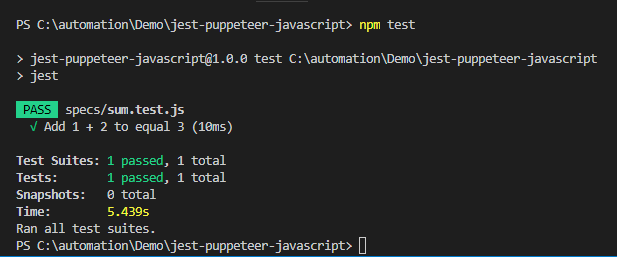 PS C:\automation\Demo\jest-puppeteer-javascript> npm test
> jest-puppeteer-javascript@1.0.0 test C:\automation\Demo\jest-puppeteer-javascript
> jest
PASS specs/sum.test.js
√ Add 1 + 2 to equal 3 (10ms)
Test Suites: 1 passed, 1 total
Tests:       1 passed, 1 total
Snapshots:   0 total
Time:        5.439s
Ran all test suites.
PS C:\automation\Demo\jest-puppeteer-javascript>